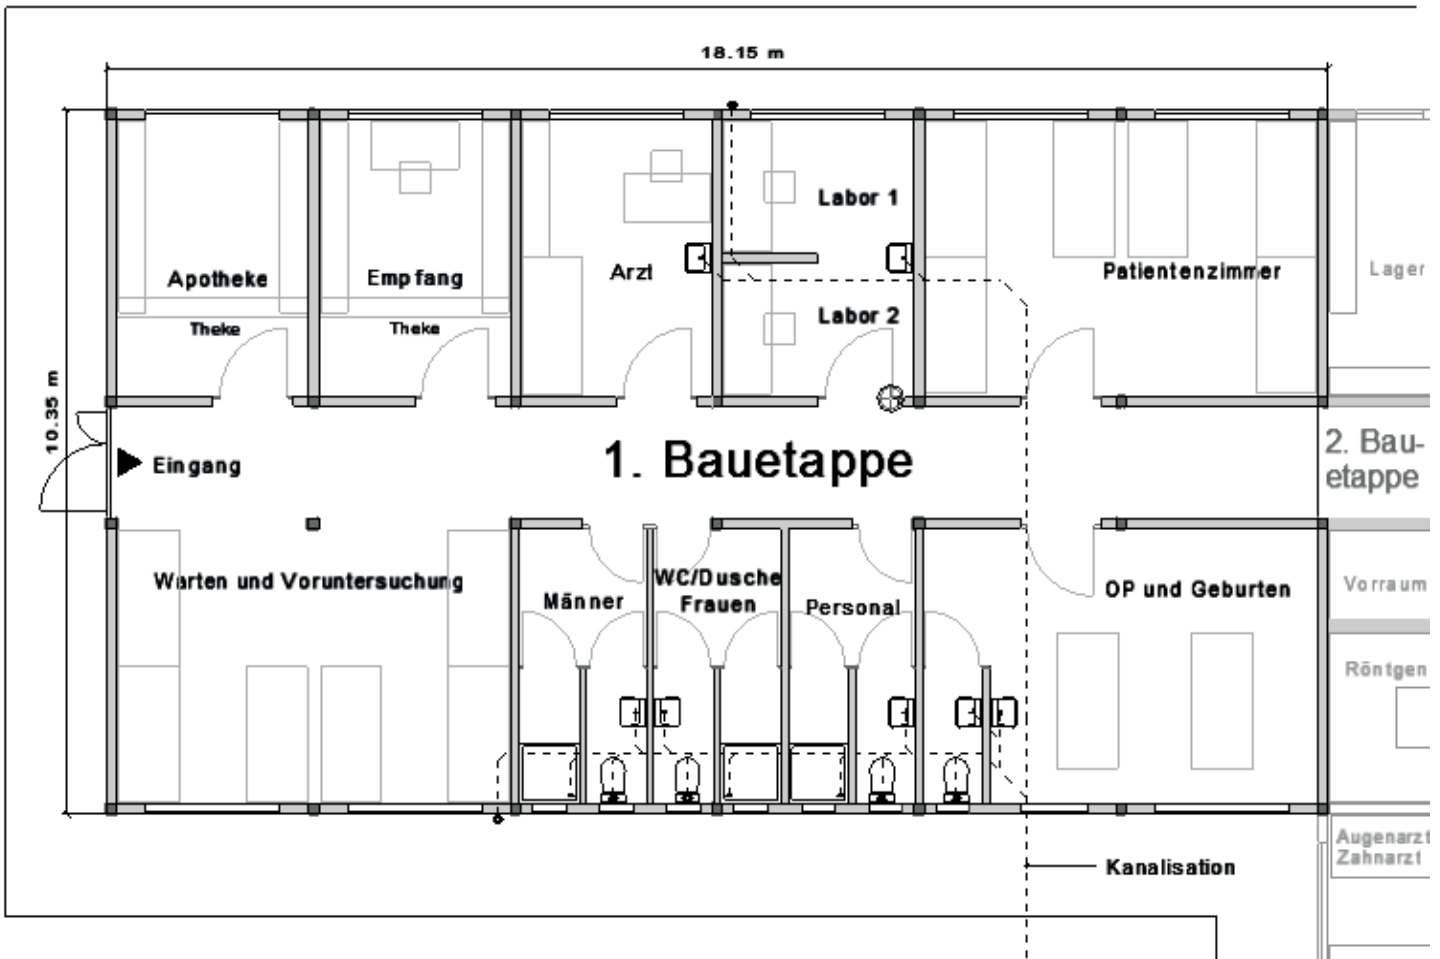 18.15 m
10.35 m
Apotheke
Theke
Empfang
Theke
Arzt
Labor 1
Labor 2
Patientenzimmer
Lager
Eingang
1. Bauetappe
2. Bau-
etappe
Warten und Voruntersuchung
Männer
WC/Dusche
Frauen
Personal
OP und Geburten
Vorraum
Röntgen
Augenarzt
Zahnarzt
Kanalisation